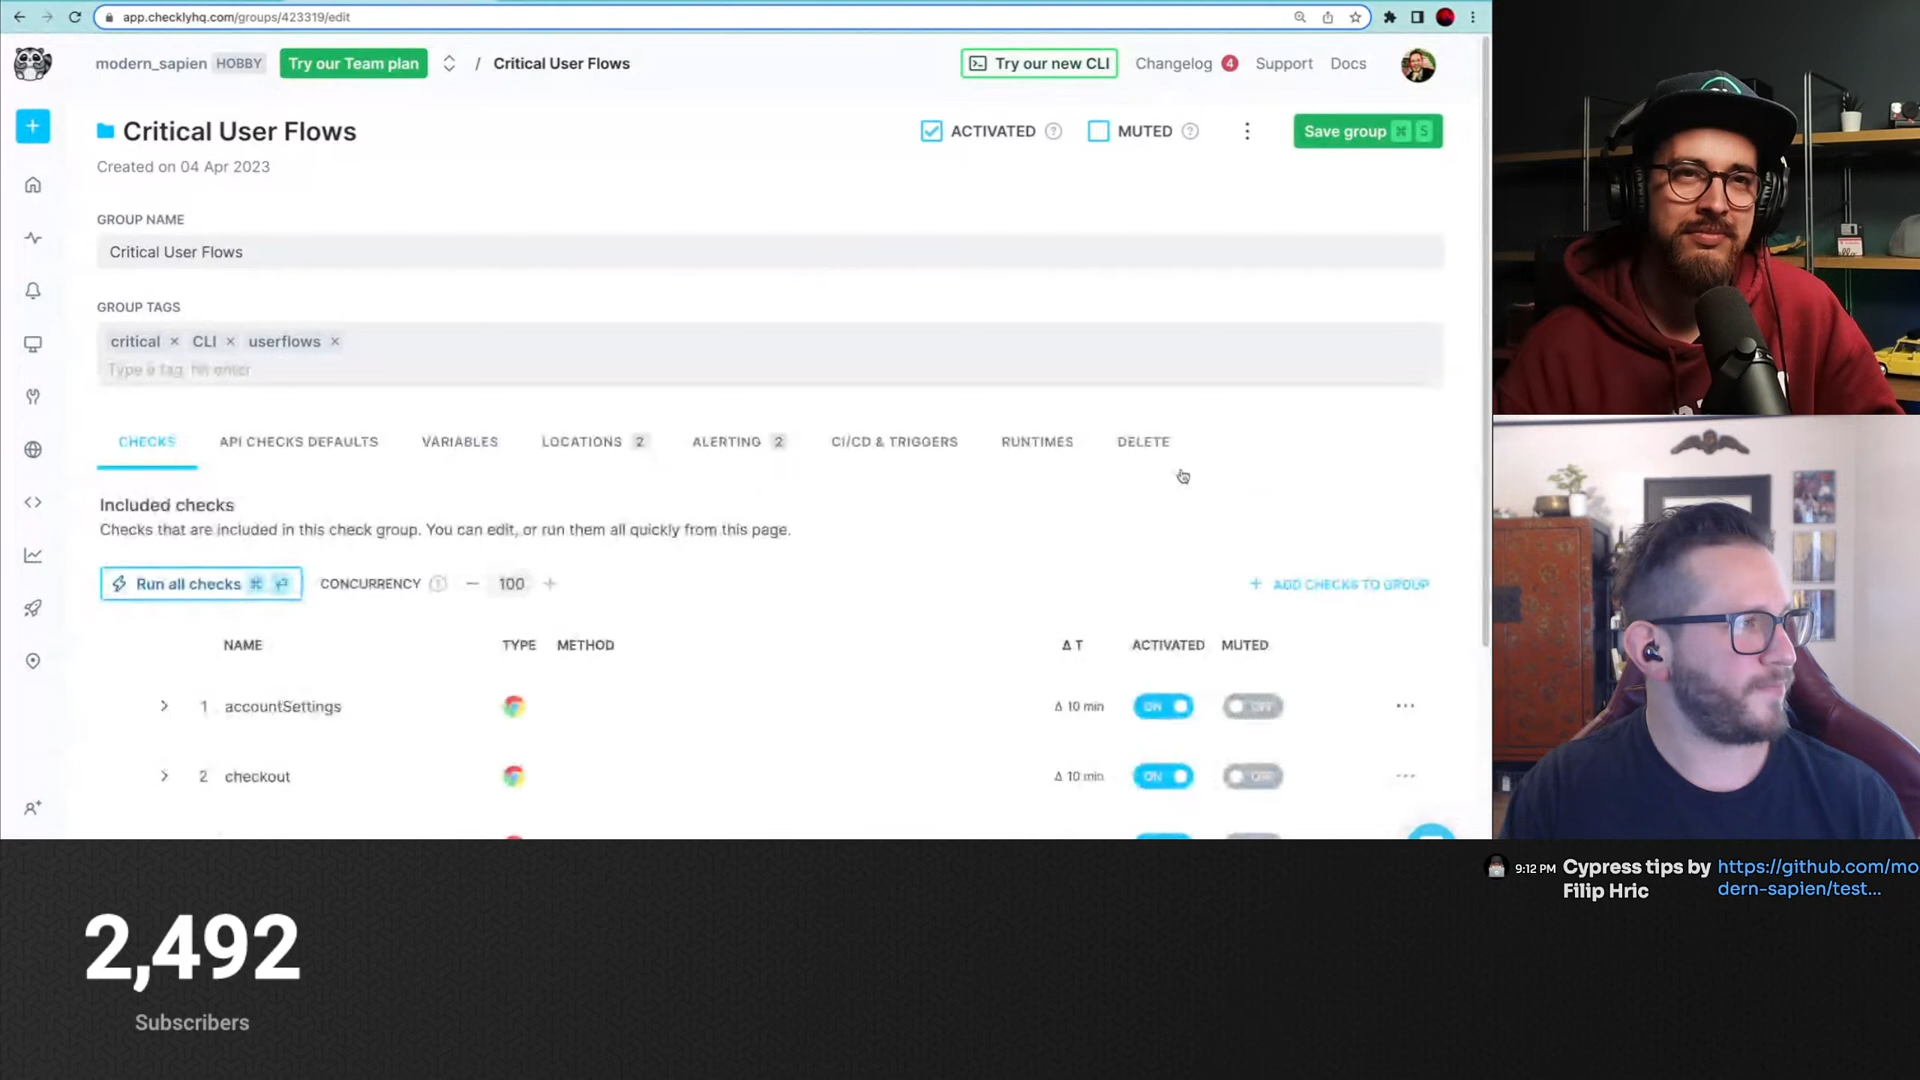 app.checklyhq.com/groups/423319/edit
modern_sapien HOBBY Try our Team plan / Critical User Flows Try our new CLI Changelog 4 Support Docs
Critical User Flows ACTIVATED ? MUTED ? Save group ⌘ S
Created on 04 Apr 2023
GROUP NAME
Critical User Flows
GROUP TAGS
critical × CLI × userflows ×
Type a tag, hit enter
CHECKS API CHECKS DEFAULTS VARIABLES LOCATIONS 2 ALERTING 2 CI/CD & TRIGGERS RUNTIMES DELETE
Included checks
Checks that are included in this check group. You can edit, or run them all quickly from this page.
Run all checks ⌘ ⏎ CONCURRENCY − 100 + + ADD CHECKS TO GROUP
NAME TYPE METHOD Δ T ACTIVATED MUTED
1 accountSettings Δ 10 min ON OFF
2 checkout Δ 10 min ON OFF
9:12 PM Cypress tips by https://github.com/mo
Filip Hric dern-sapien/test...
2,492
Subscribers